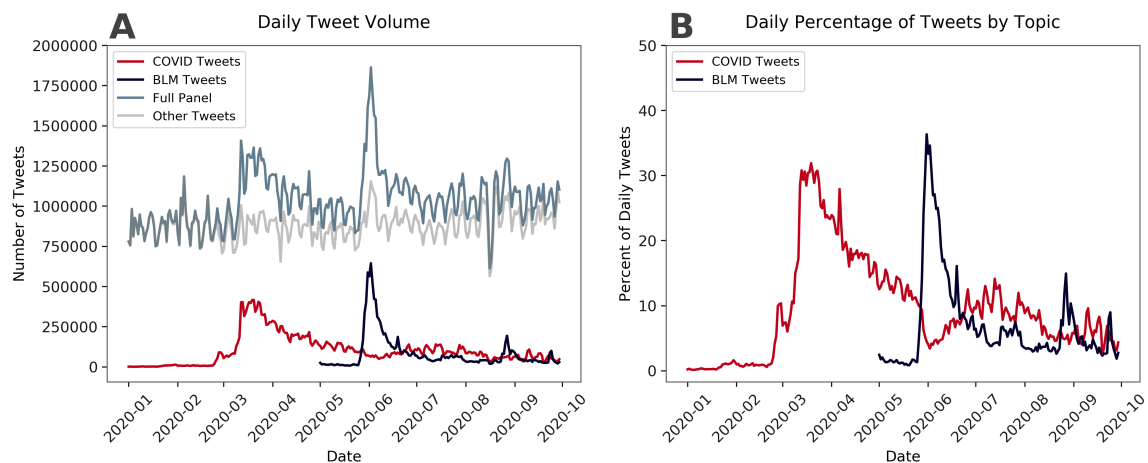 A
Daily Tweet Volume
COVID Tweets
BLM Tweets
Full Panel
Other Tweets
Number of Tweets
2000000
1750000
1500000
1250000
1000000
750000
500000
250000
0
2020-01
2020-02
2020-03
2020-04
2020-05
2020-06
2020-07
2020-08
2020-09
2020-10
Date
B
Daily Percentage of Tweets by Topic
COVID Tweets
BLM Tweets
Percent of Daily Tweets
50
40
30
20
10
0
2020-01
2020-02
2020-03
2020-04
2020-05
2020-06
2020-07
2020-08
2020-09
2020-10
Date